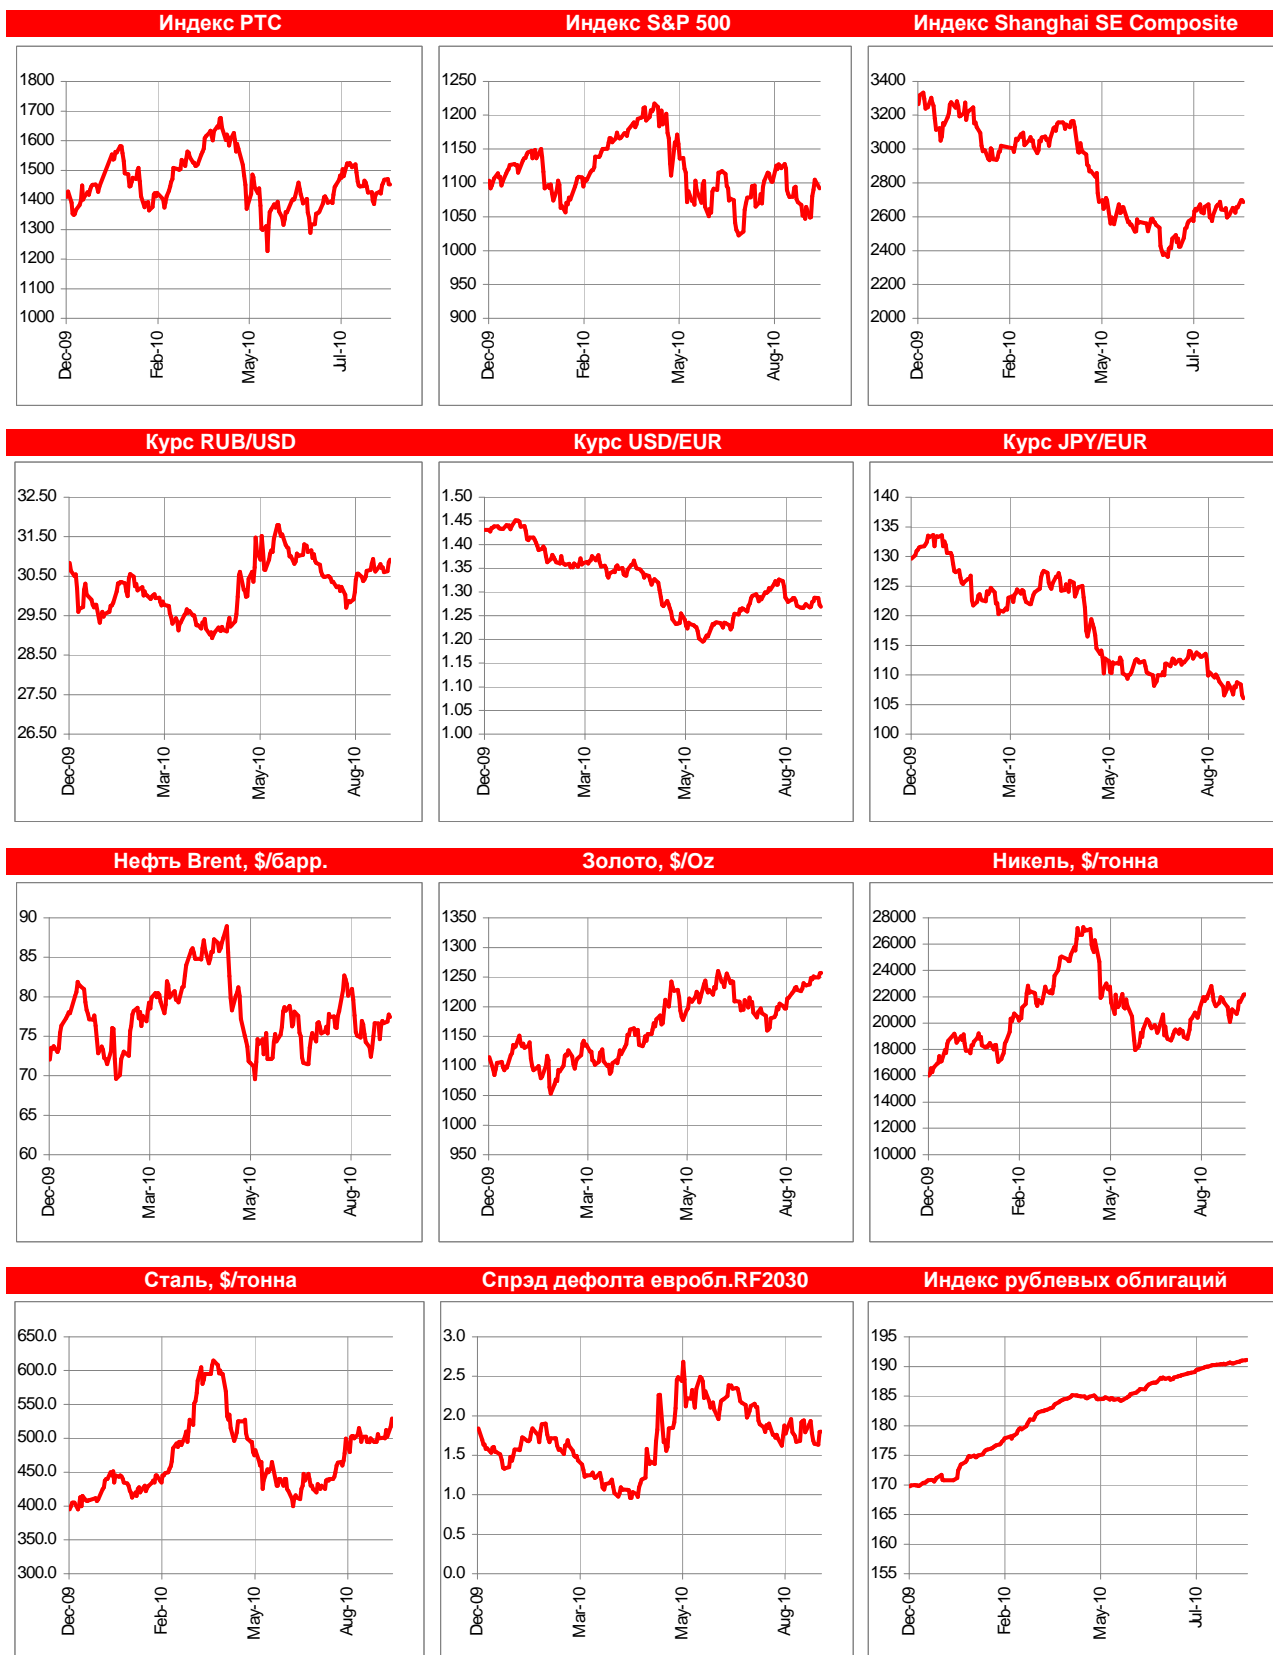 Индекс РТС
1800
1700
1600
1500
1400
1300
1200
1100
1000
Dec-09
Feb-10
May-10
Jul-10
Индекс S&P 500
1250
1200
1150
1100
1050
1000
950
900
Dec-09
Feb-10
May-10
Aug-10
Индекс Shanghai SE Composite
3400
3200
3000
2800
2600
2400
2200
2000
Dec-09
Feb-10
May-10
Jul-10
Курс RUB/USD
32.50
31.50
30.50
29.50
28.50
27.50
26.50
Dec-09
Mar-10
May-10
Aug-10
Курс USD/EUR
1.50
1.45
1.40
1.35
1.30
1.25
1.20
1.15
1.10
1.05
1.00
Dec-09
Mar-10
May-10
Aug-10
Курс JPY/EUR
140
135
130
125
120
115
110
105
100
Dec-09
Mar-10
May-10
Aug-10
Нефть Brent, $/барр.
90
85
80
75
70
65
60
Dec-09
Mar-10
May-10
Aug-10
Золото, $/Oz
1350
1300
1250
1200
1150
1100
1050
1000
950
Dec-09
Mar-10
May-10
Aug-10
Никель, $/тонна
28000
26000
24000
22000
20000
18000
16000
14000
12000
10000
Dec-09
Feb-10
May-10
Aug-10
Сталь, $/тонна
650.0
600.0
550.0
500.0
450.0
400.0
350.0
300.0
Dec-09
Feb-10
May-10
Aug-10
Спрэд дефолта евробл.RF2030
3.0
2.5
2.0
1.5
1.0
0.5
0.0
Dec-09
Mar-10
May-10
Aug-10
Индекс рублевых облигаций
195
190
185
180
175
170
165
160
155
Dec-09
Feb-10
May-10
Jul-10